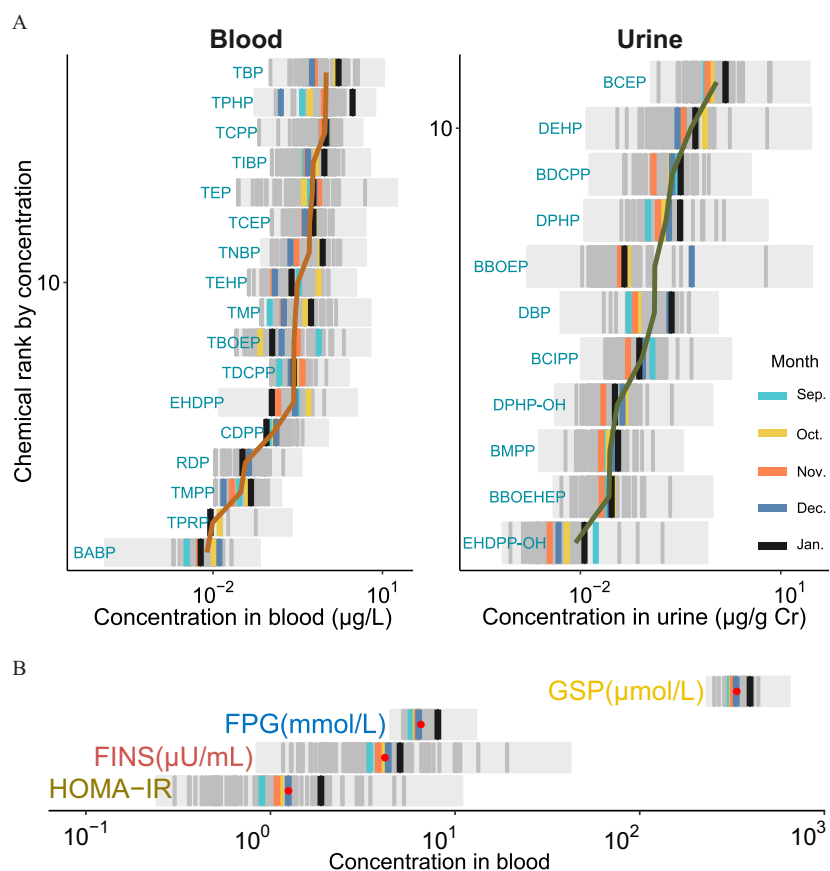 A
Blood
Urine
Chemical rank by concentration
10
TBP
TPHP
TCPP
TIBP
TEP
TCEP
TNBP
TEHP
TMP
TBOEP
TDCPP
EHDPP
CDPP
RDP
TMPP
TPRP
BABP
10⁻²
10¹
Concentration in blood (µg/L)
10
BCEP
DEHP
BDCPP
DPHP
BBOEP
DBP
BCIPP
DPHP-OH
BMPP
BBOEHEP
EHDPP-OH
10⁻²
10¹
Concentration in urine (µg/g Cr)
Month
Sep.
Oct.
Nov.
Dec.
Jan.
B
GSP(µmol/L)
FPG(mmol/L)
FINS(µU/mL)
HOMA−IR
10⁻¹
10⁰
10¹
10²
10³
Concentration in blood